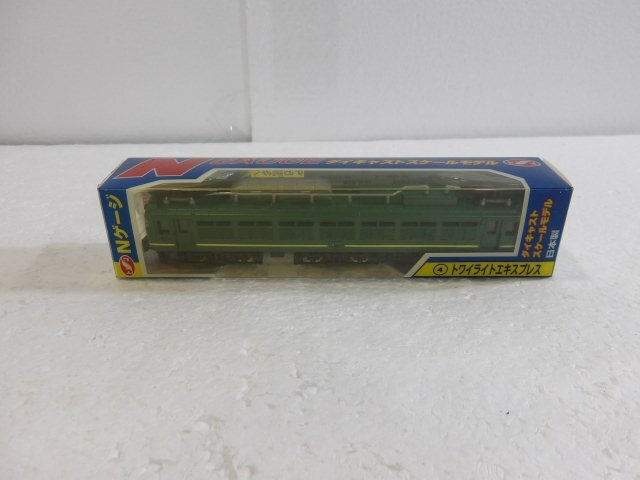 N GAUGE ダイキャストスケールモデル
Nゲージ
ダイキャスト
スケールモデル
日本製
④ トワイライトエキスプレス